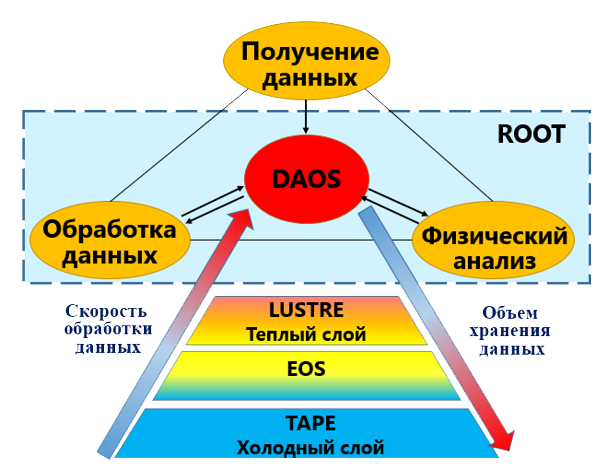 Получение
данных
ROOT
DAOS
Обработка
данных
Физический
анализ
Скорость
обработки
данных
LUSTRE
Теплый слой
Объем
хранения
данных
EOS
TAPE
Холодный слой